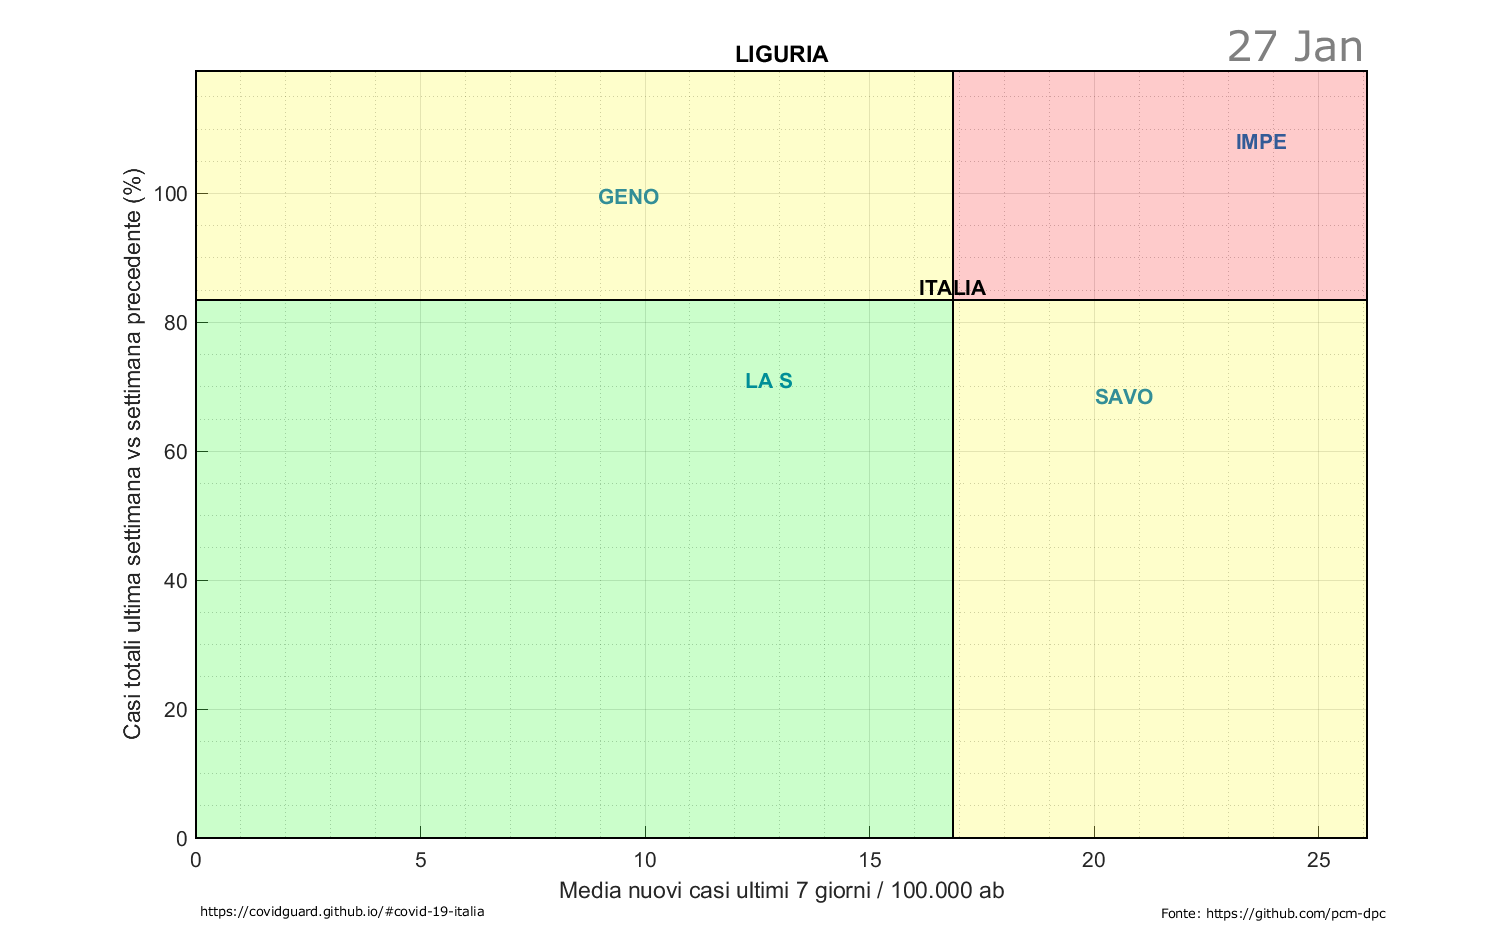 27 Jan
LIGURIA
Casi totali ultima settimana vs settimana precedente (%)
100
80
60
40
20
0
IMPE
GENO
ITALIA
LA S
SAVO
0 5 10 15 20 25
Media nuovi casi ultimi 7 giorni / 100.000 ab
https://covidguard.github.io/#covid-19-italia
Fonte: https://github.com/pcm-dpc